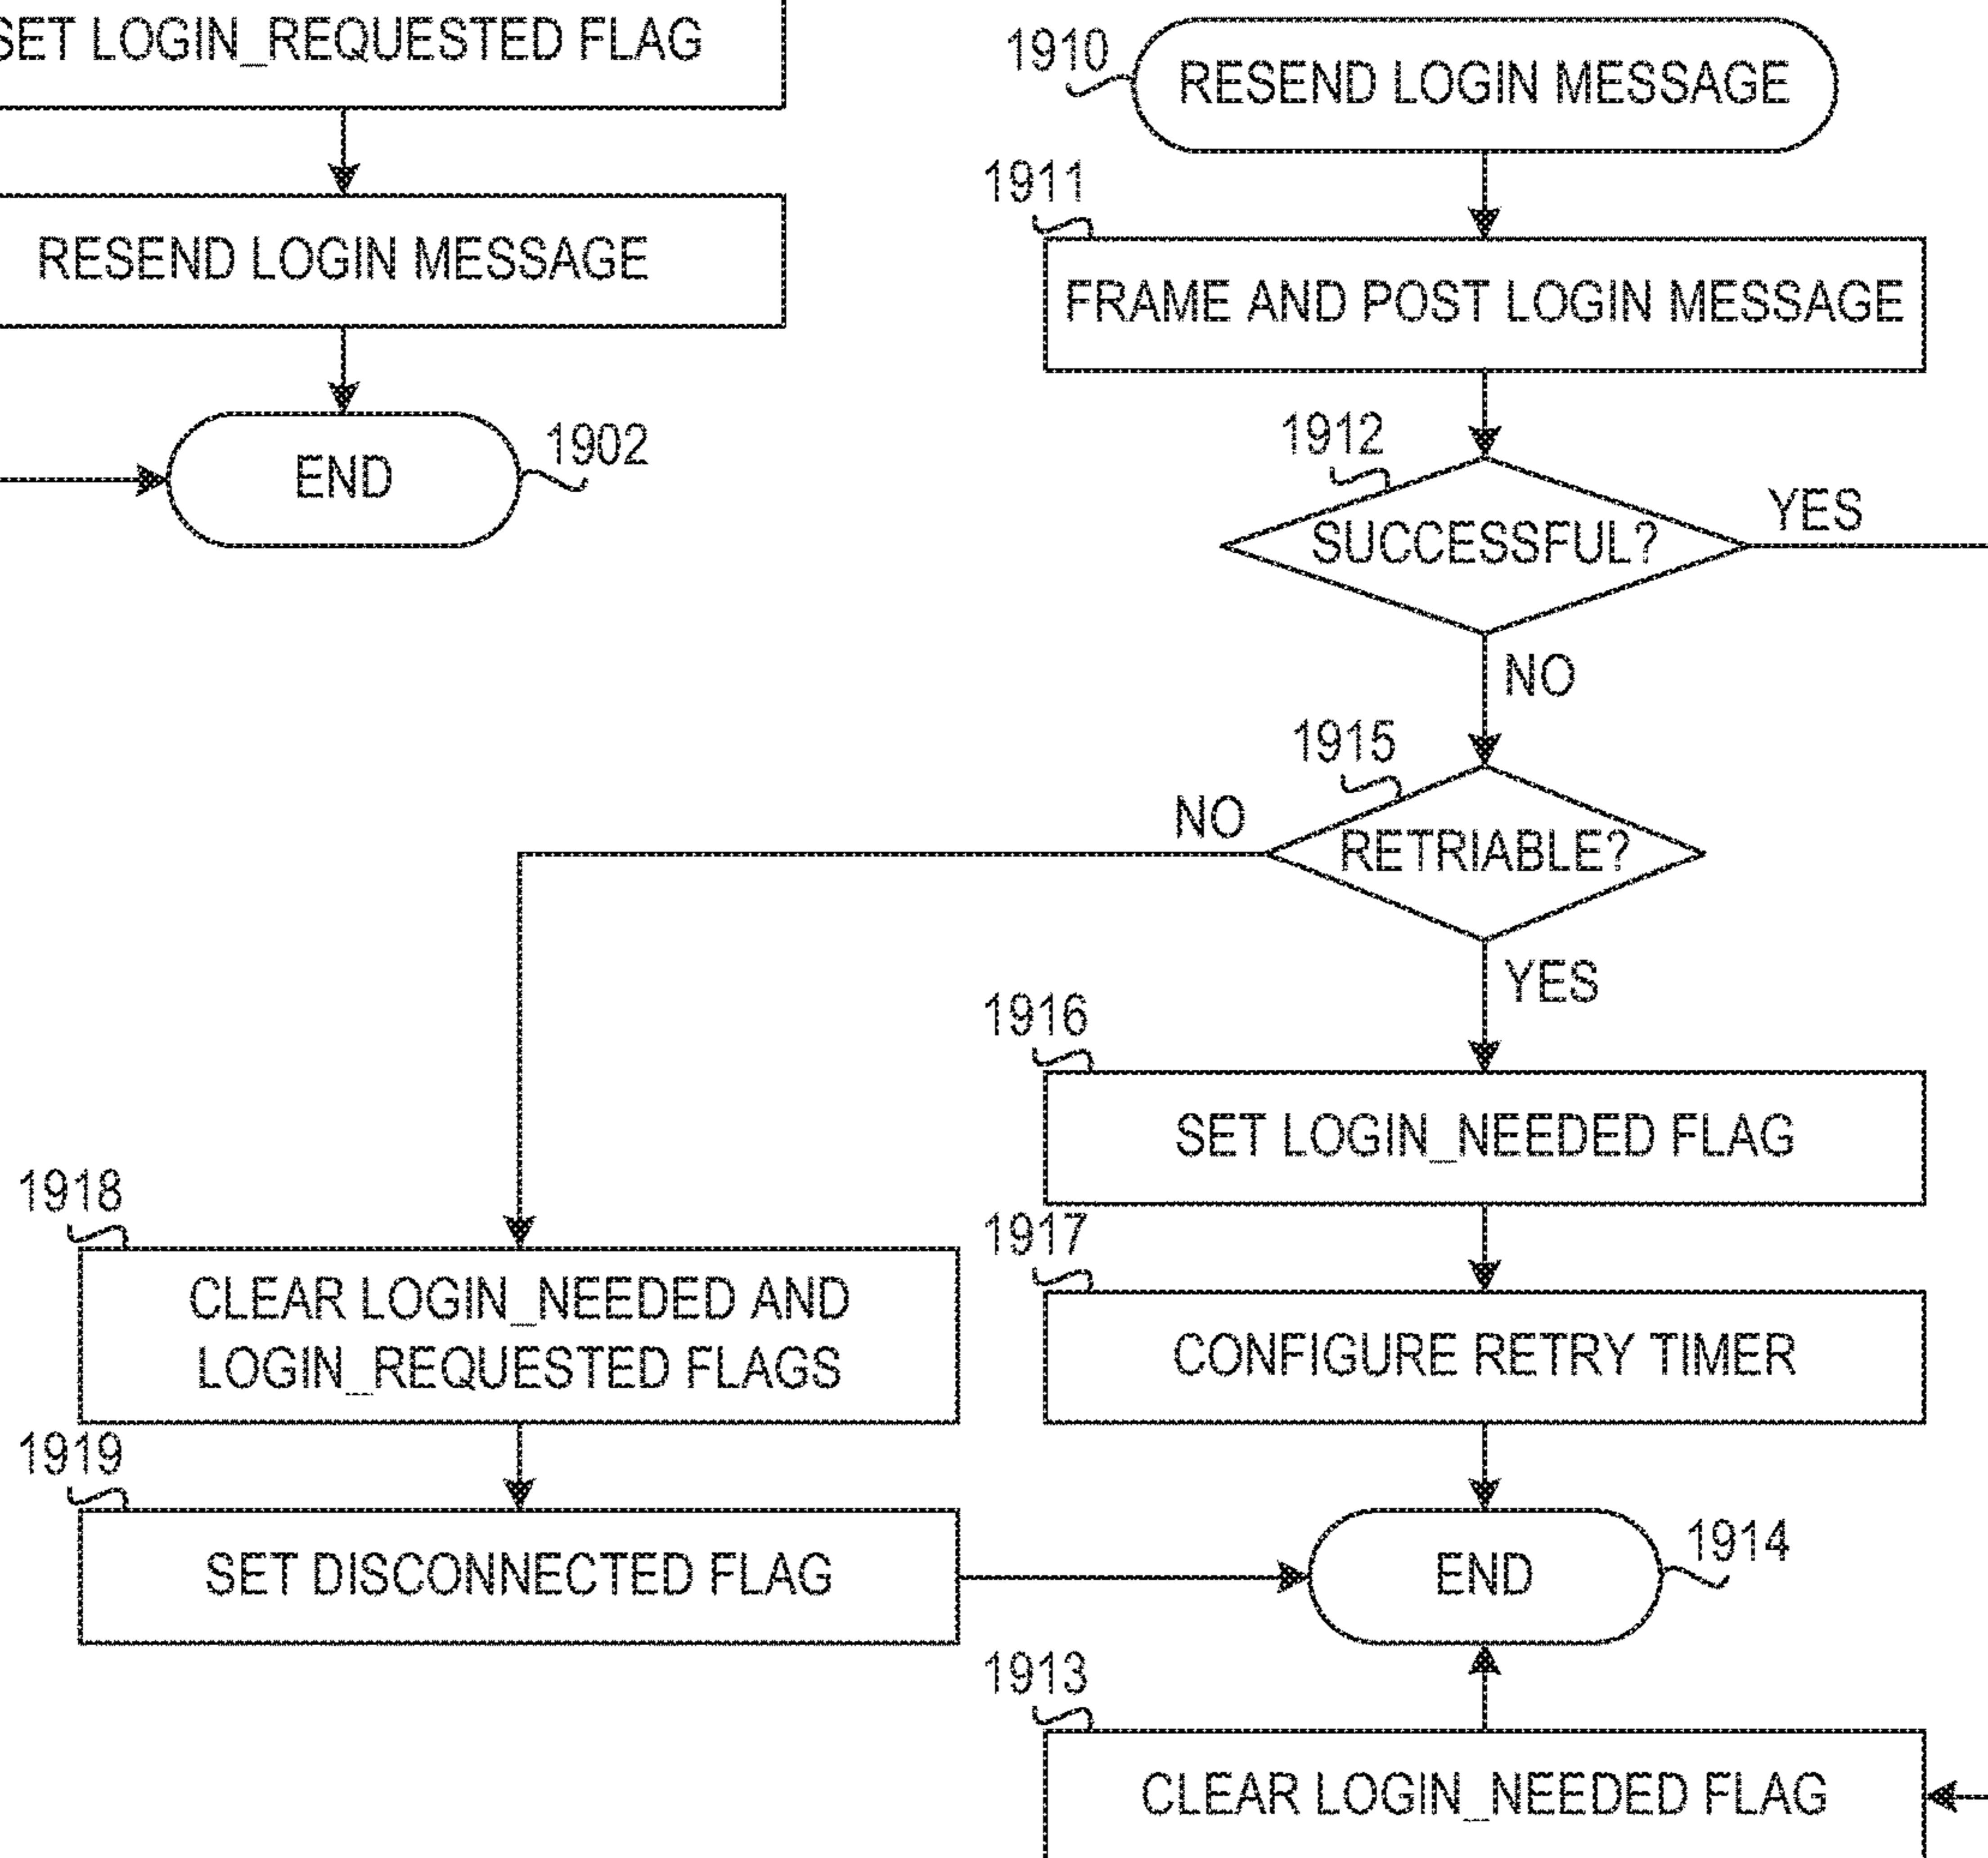 SET LOGIN_REQUESTED FLAG
RESEND LOGIN MESSAGE
END
1902
1910
RESEND LOGIN MESSAGE
1911
FRAME AND POST LOGIN MESSAGE
1912
SUCCESSFUL?
YES
NO
1915
RETRIABLE?
NO
YES
1916
SET LOGIN_NEEDED FLAG
1917
CONFIGURE RETRY TIMER
1918
CLEAR LOGIN_NEEDED AND
LOGIN_REQUESTED FLAGS
1919
SET DISCONNECTED FLAG
END
1914
1913
CLEAR LOGIN_NEEDED FLAG